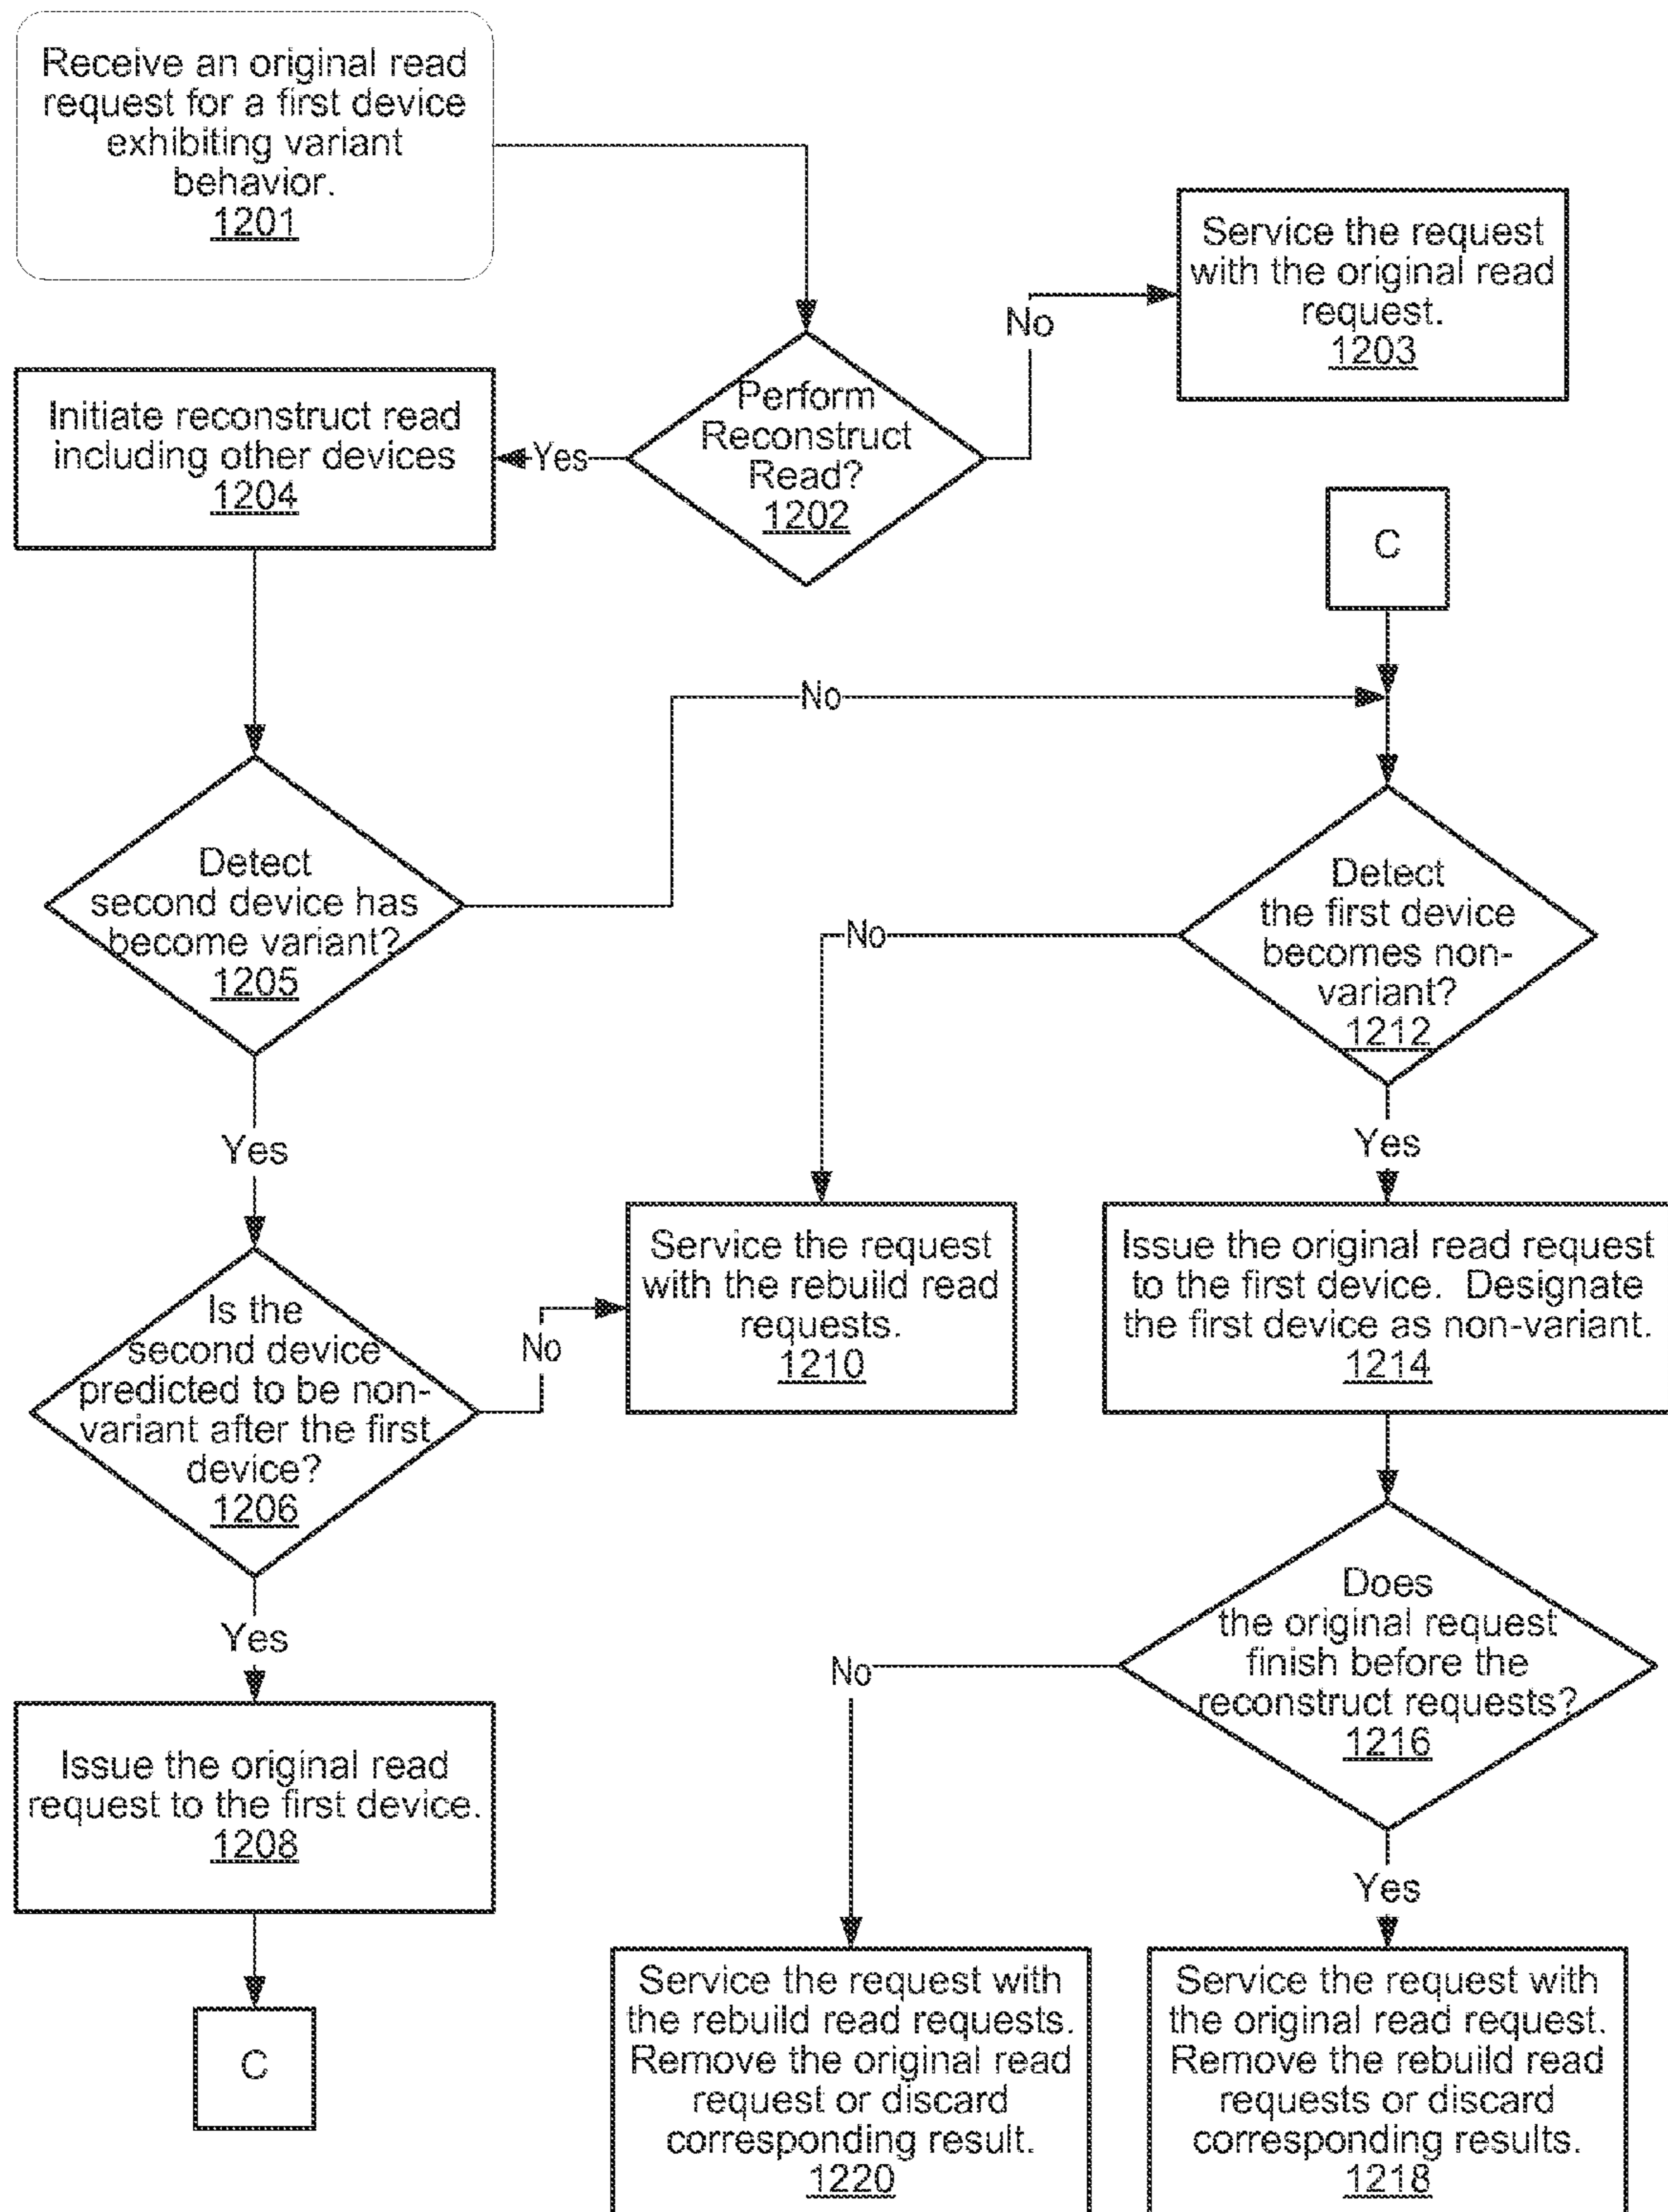 Receive an original read
request for a first device
exhibiting variant
behavior.
1201
Service the request
with the original read
request.
1203
No
Perform
Reconstruct
Read?
1202
Yes
Initiate reconstruct read
including other devices
1204
C
No
Detect
second device has
become variant?
1205
Detect
the first device
becomes non-
variant?
1212
No
Yes
Yes
Service the request
with the rebuild read
requests.
1210
Issue the original read request
to the first device. Designate
the first device as non-variant.
1214
Is the
second device
predicted to be non-
variant after the first
device?
1206
No
Yes
Does
the original request
finish before the
reconstruct requests?
1216
No
Yes
Issue the original read
request to the first device.
1208
C
Service the request with
the rebuild read requests.
Remove the original read
request or discard
corresponding result.
1220
Service the request with
the original read request.
Remove the rebuild read
requests or discard
corresponding results.
1218